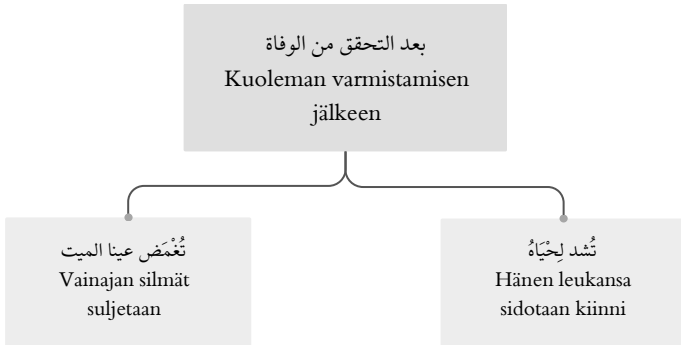 بعد التحقق من الوفاة
Kuoleman varmistamisen
jälkeen
تُغْمَض عينا الميت
Vainajan silmät
suljetaan
تُشد لِحْيَاهُ
Hänen leukansa
sidotaan kiinni